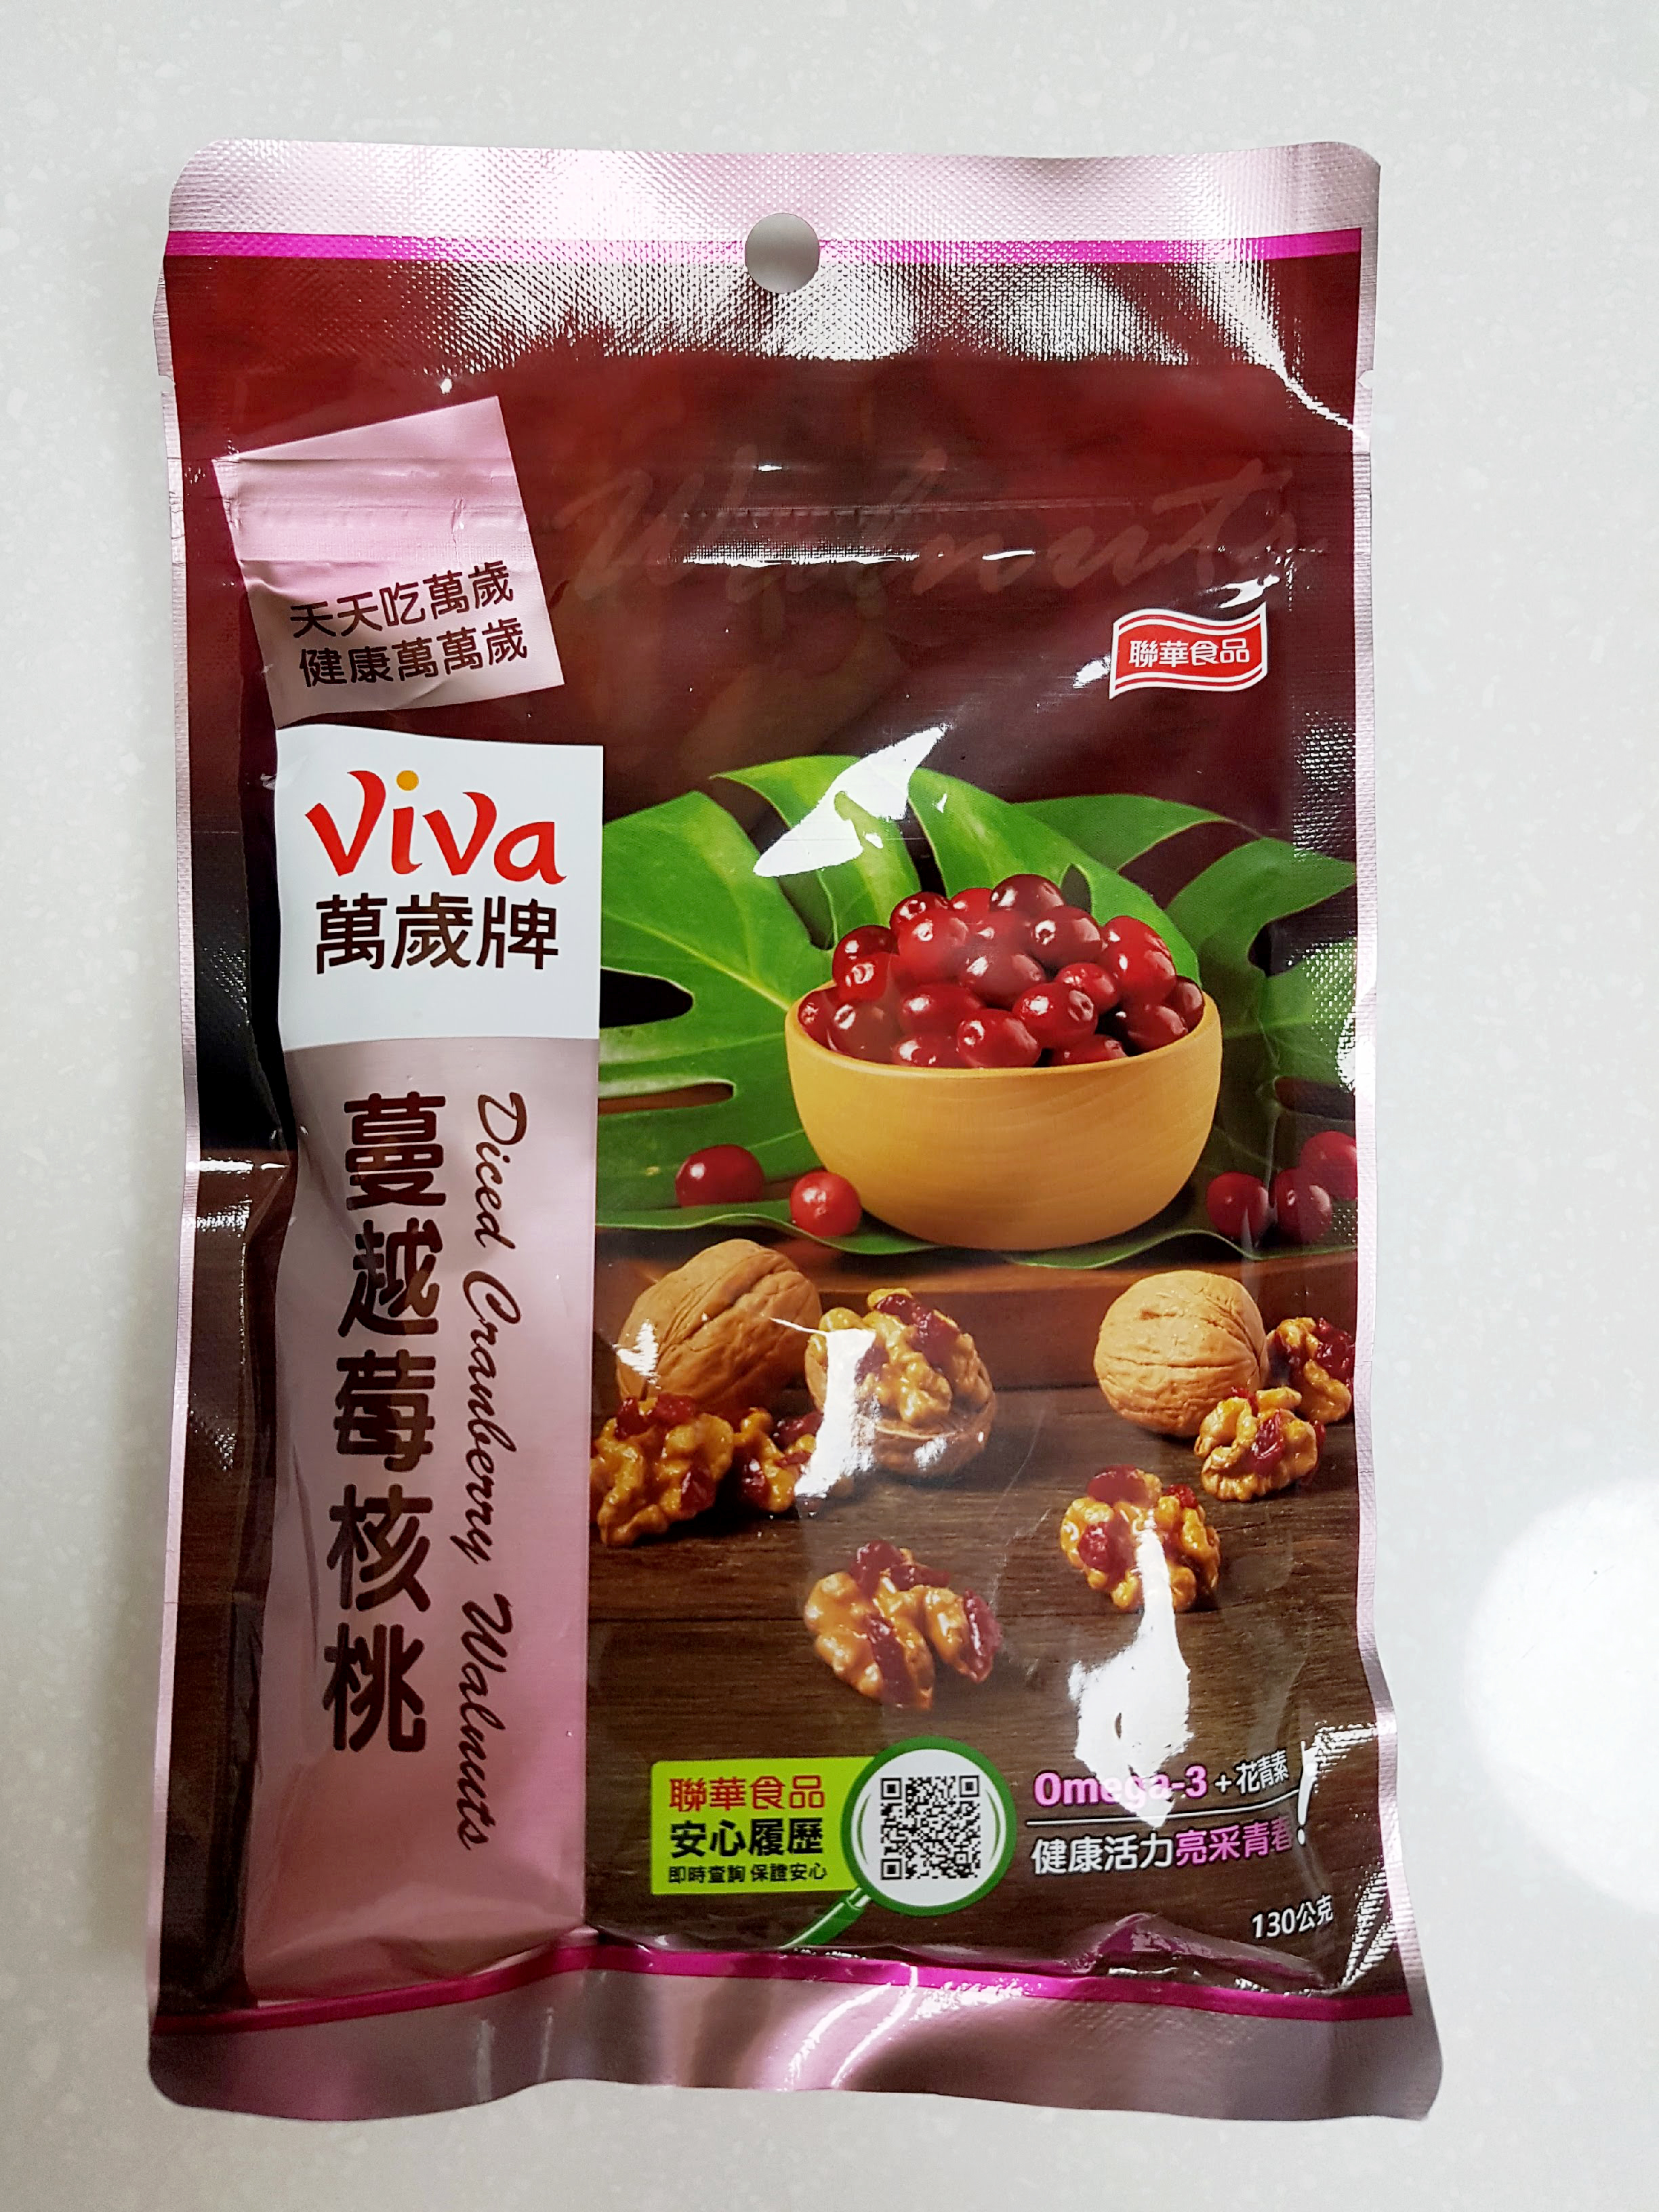 Walnuts
天天吃萬歲
健康萬萬歲
聯華食品
Viva
萬歲牌
蔓越莓核桃
Diced Cranberry Walnuts
聯華食品
安心履歷
即時查詢 保證安心
Omega-3 + 花青素
健康活力亮采青春!
130公克